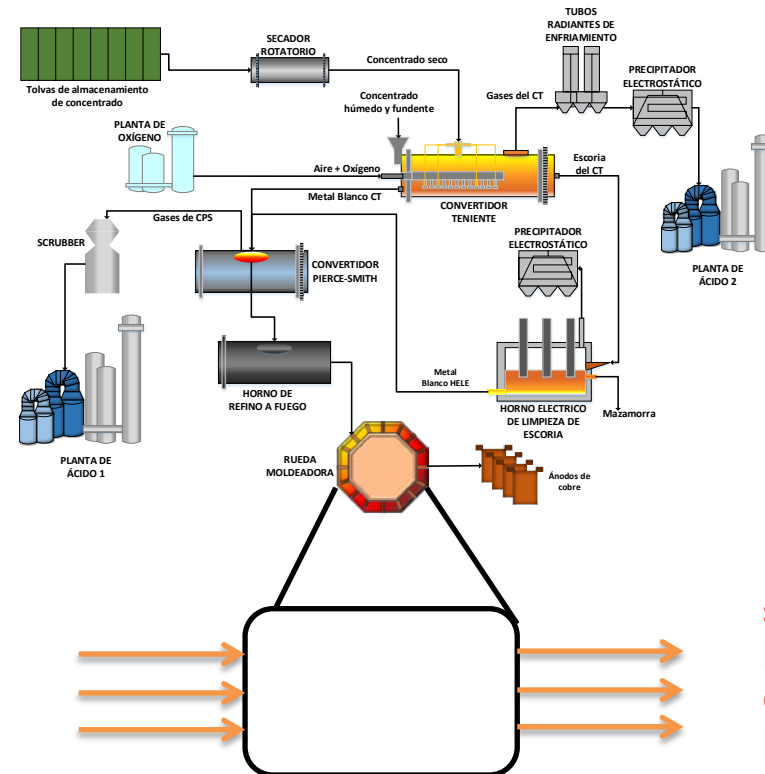 TUBOS
RADIANTES DE
ENFRIAMIENTO
SECADOR
ROTATORIO
Concentrado seco
PRECIPITADOR
ELECTROSTÁTICO
Tolvas de almacenamiento
de concentrado
Concentrado
húmedo y fundente
Gases del CT
PLANTA DE
OXÍGENO
Aire + Oxígeno
Escoria
del CT
Metal Blanco CT
CONVERTIDOR
TENIENTE
Gases de CPS
SCRUBBER
PRECIPITADOR
ELECTROSTÁTICO
CONVERTIDOR
PIERCE-SMITH
PLANTA DE
ÁCIDO 2
HORNO DE
REFINO A FUEGO
Metal
Blanco HELE
HORNO ELECTRICO
DE LIMPIEZA DE
ESCORIA
Mazamorra
PLANTA DE
ÁCIDO 1
RUEDA
MOLDEADORA
Ánodos de
cobre